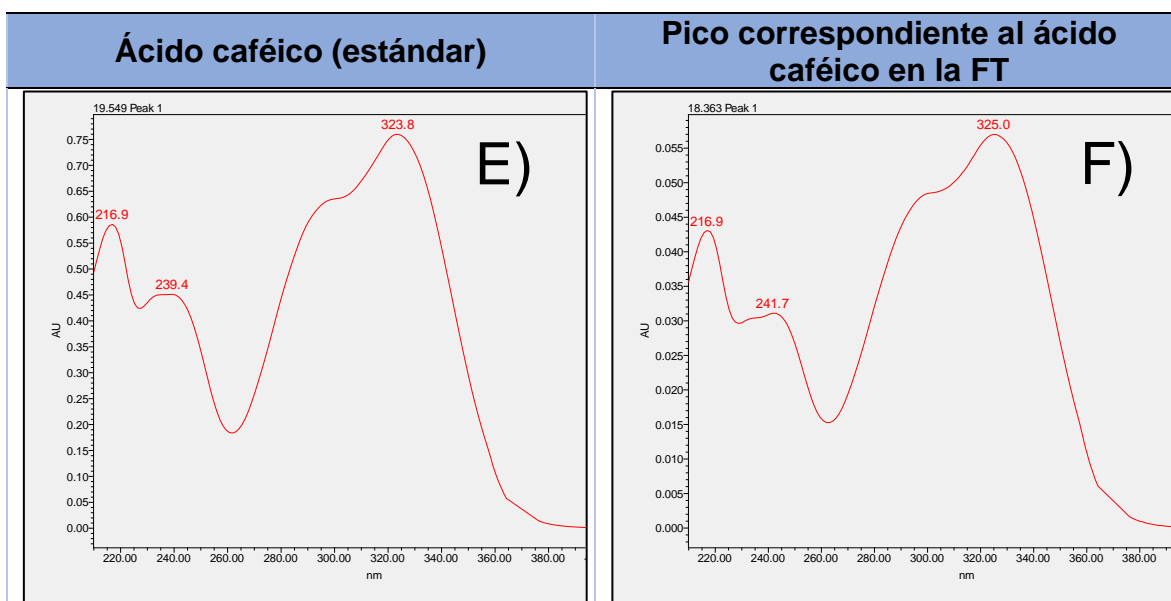 Ácido caféico (estándar)
Pico correspondiente al ácido
caféico en la FT
19.549 Peak 1
323.8
E)
216.9
239.4
AU
0.75
0.70
0.65
0.60
0.55
0.50
0.45
0.40
0.35
0.30
0.25
0.20
0.15
0.10
0.05
0.00
220.00 240.00 260.00 280.00 300.00 320.00 340.00 360.00 380.00
nm
18.363 Peak 1
325.0
F)
216.9
241.7
AU
0.055
0.050
0.045
0.040
0.035
0.030
0.025
0.020
0.015
0.010
0.005
0.000
220.00 240.00 260.00 280.00 300.00 320.00 340.00 360.00 380.00
nm